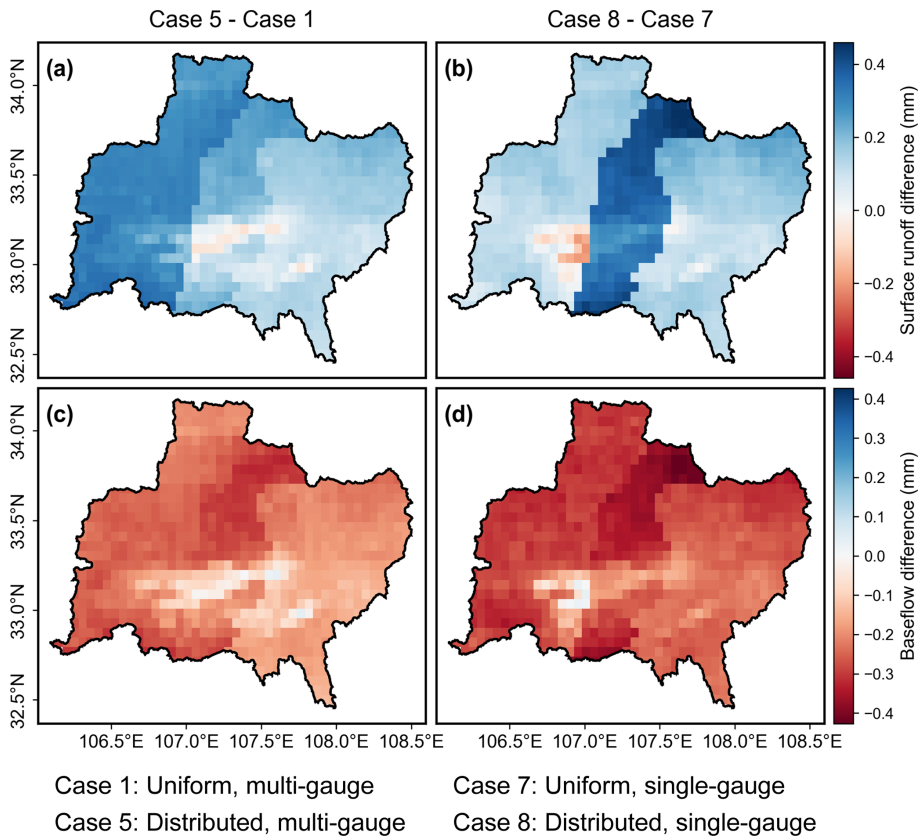 Case 5 - Case 1
Case 8 - Case 7
(a)
(b)
34.0°N
33.5°N
33.0°N
32.5°N
0.4
0.2
0.0
−0.2
−0.4
Surface runoff difference (mm)
(c)
(d)
34.0°N
33.5°N
33.0°N
32.5°N
0.4
0.3
0.2
0.1
0.0
−0.1
−0.2
−0.3
−0.4
Baseflow difference (mm)
106.5°E 107.0°E 107.5°E 108.0°E 108.5°E
106.5°E 107.0°E 107.5°E 108.0°E 108.5°E
Case 1: Uniform, multi-gauge
Case 7: Uniform, single-gauge
Case 5: Distributed, multi-gauge
Case 8: Distributed, single-gauge